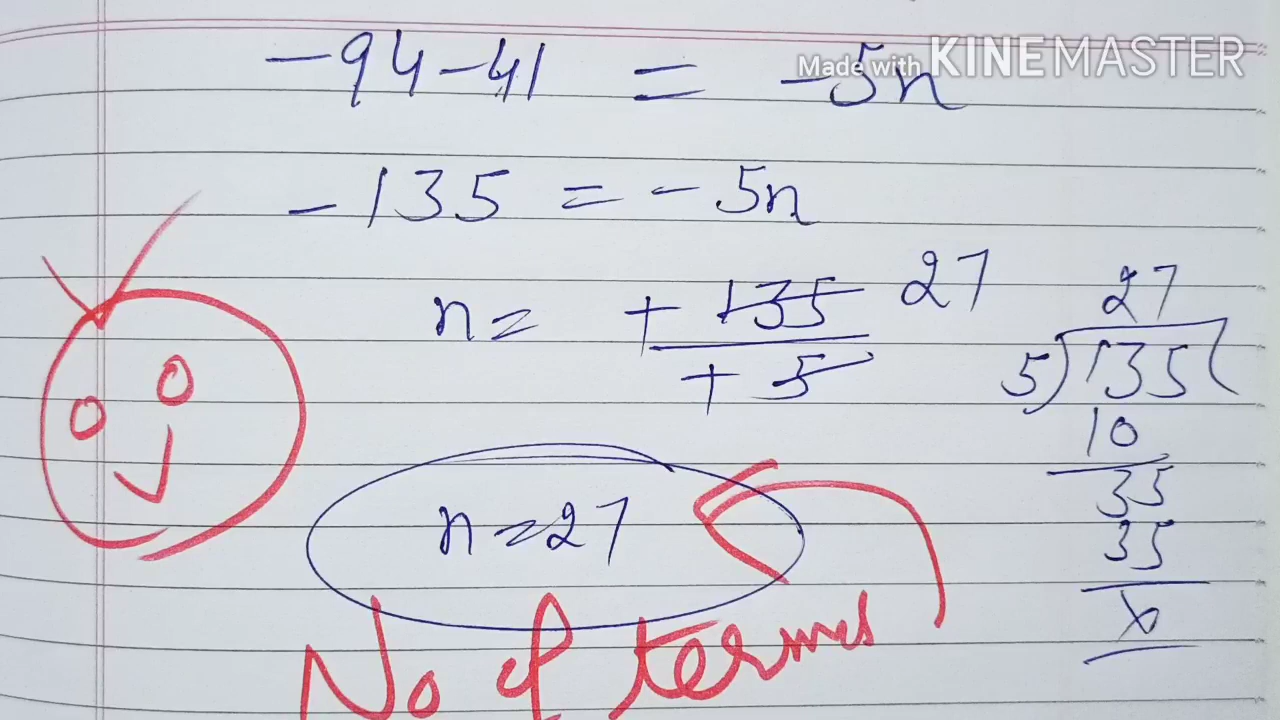 Made with KINEMASTER
-94-41 = -5n
-135 = -5n
n = +135/+5 27
n=27
No of terms
27
5)135(
10
35
35
x